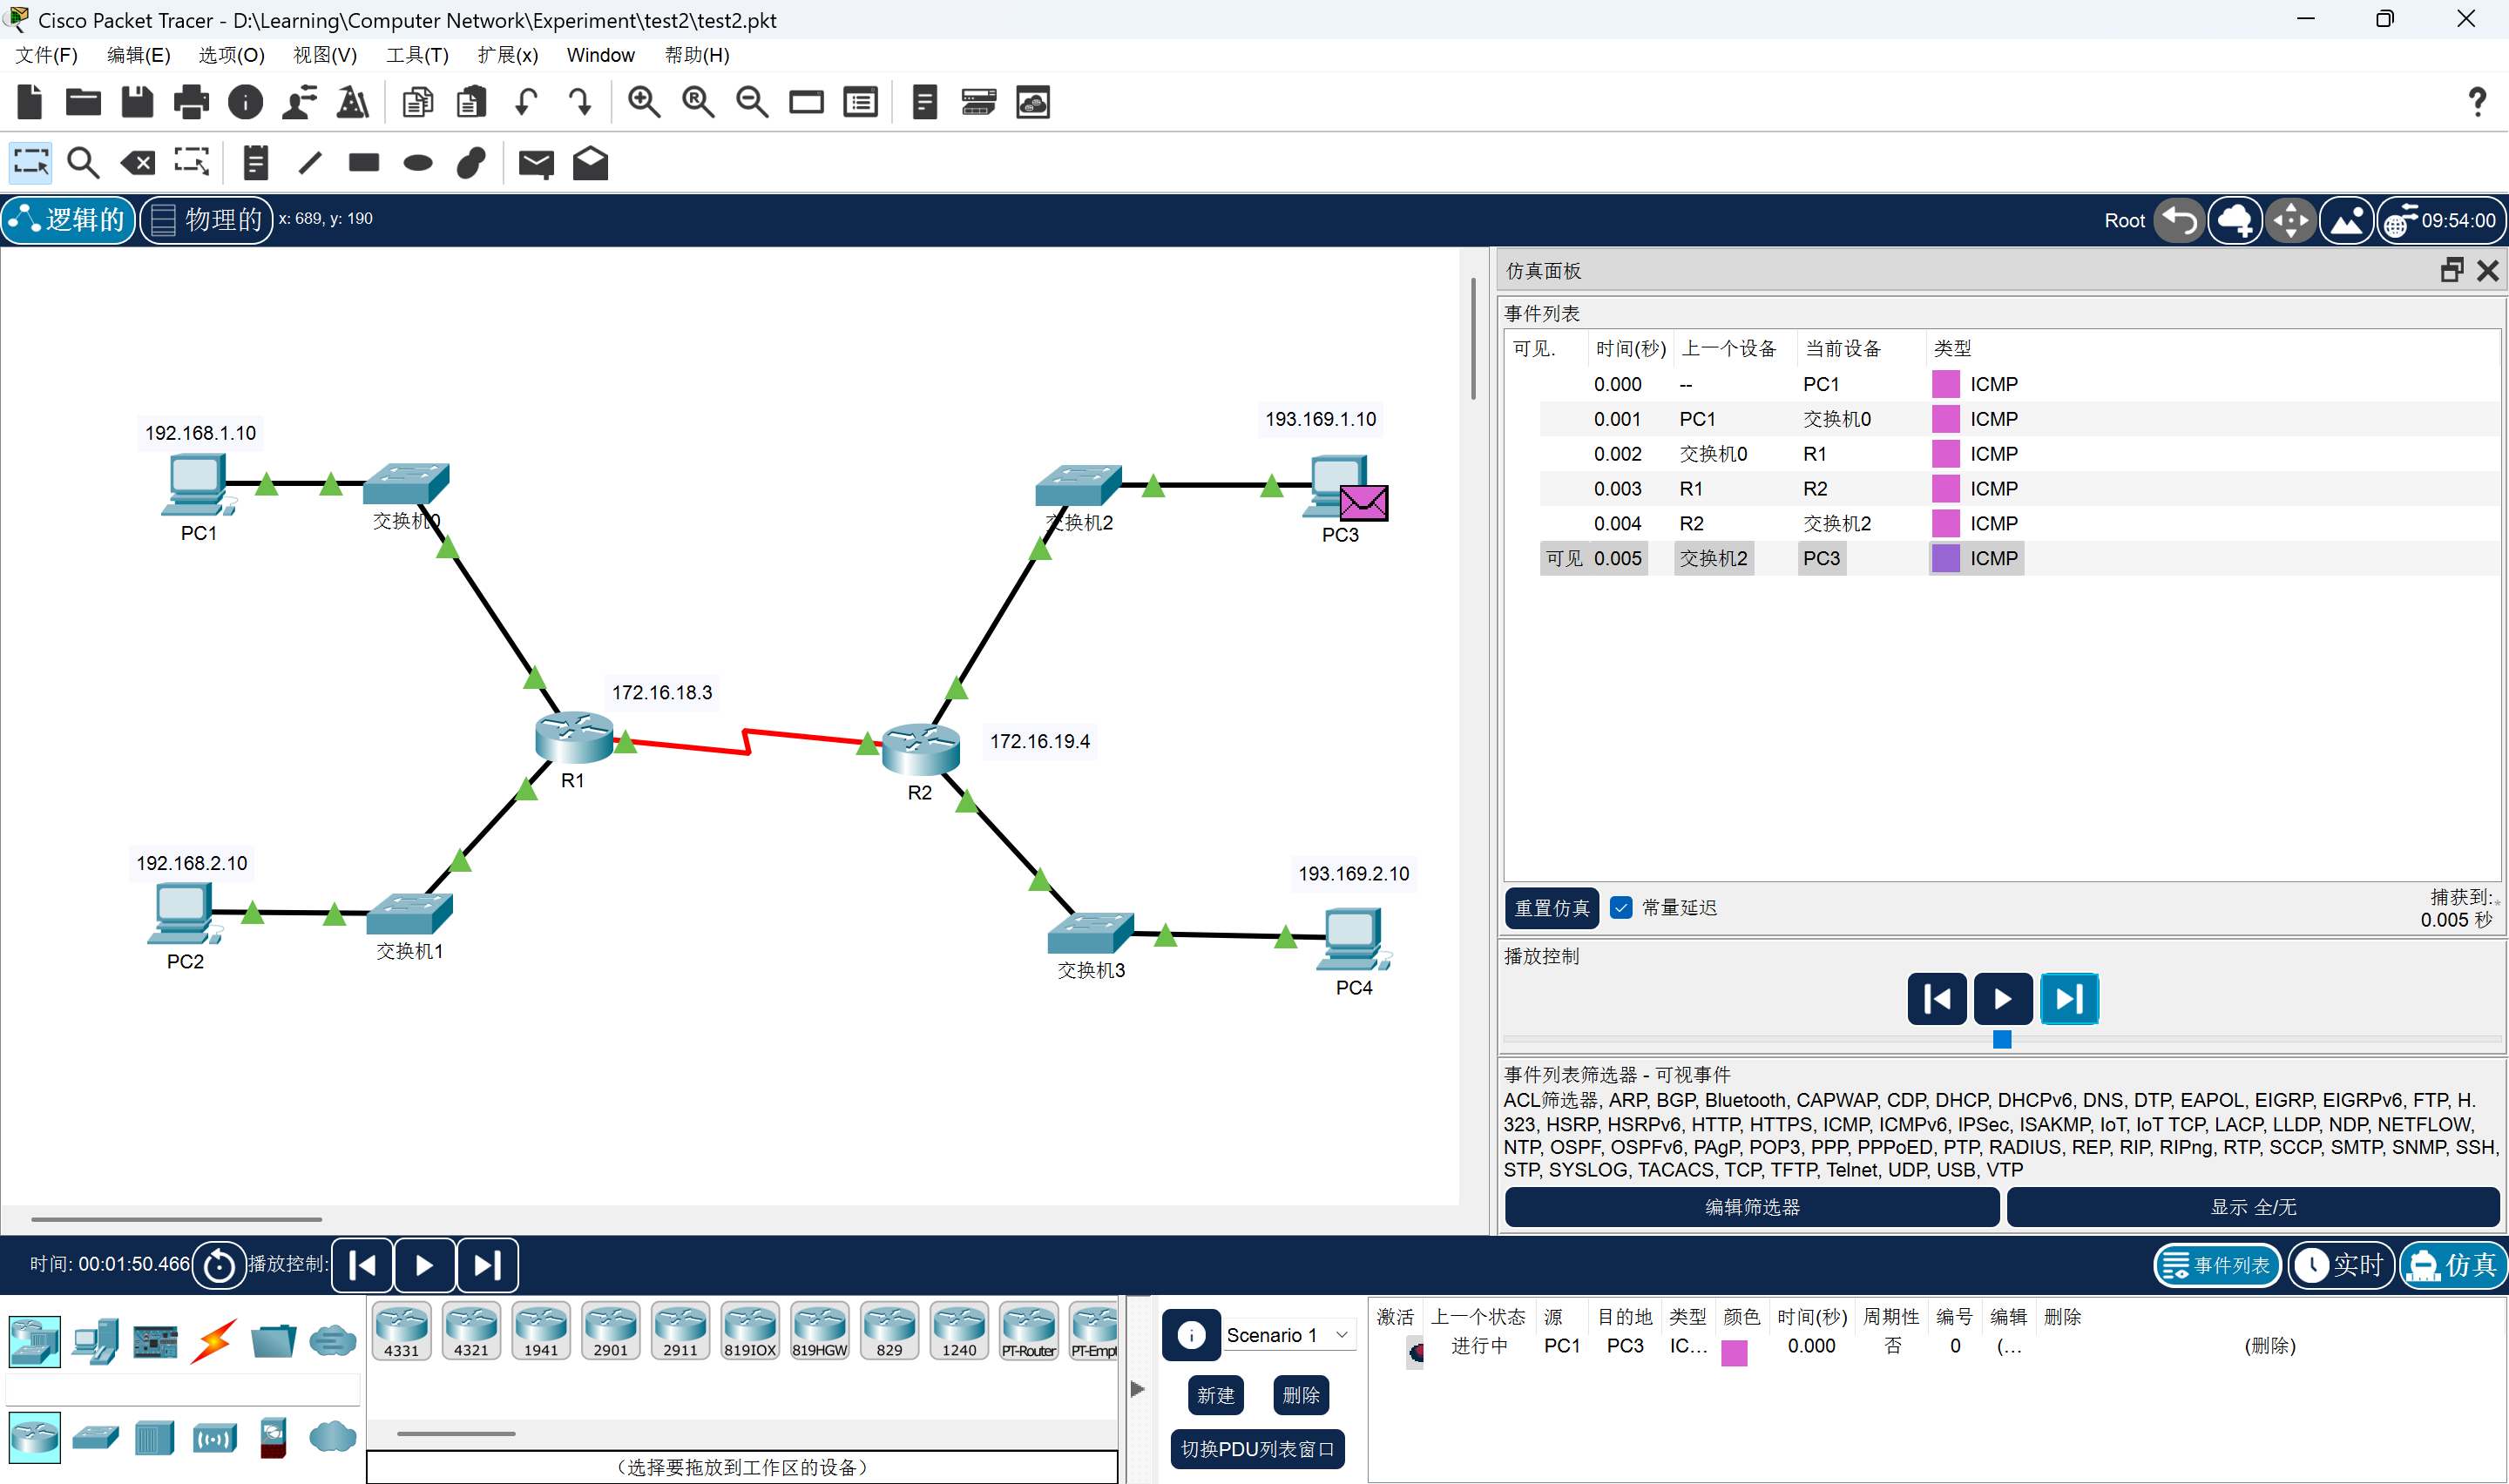 Cisco Packet Tracer - D:\Learning\Computer Network\Experiment\test2\test2.pkt
文件(F) 编辑(E) 选项(O) 视图(V) 工具(T) 扩展(x) Window 帮助(H)
逻辑的 物理的 x: 689, y: 190 Root 09:54:00
192.168.1.10
PC1
交换机0
193.169.1.10
交换机2
PC3
172.16.18.3
R1
172.16.19.4
R2
192.168.2.10
PC2
交换机1
193.169.2.10
交换机3
PC4
仿真面板
事件列表
可见. 时间(秒) 上一个设备 当前设备 类型
0.000 -- PC1 ICMP
0.001 PC1 交换机0 ICMP
0.002 交换机0 R1 ICMP
0.003 R1 R2 ICMP
0.004 R2 交换机2 ICMP
可见 0.005 交换机2 PC3 ICMP
重置仿真 常量延迟 捕获到:*
0.005 秒
播放控制
事件列表筛选器 - 可视事件
ACL筛选器, ARP, BGP, Bluetooth, CAPWAP, CDP, DHCP, DHCPv6, DNS, DTP, EAPOL, EIGRP, EIGRPv6, FTP, H.
323, HSRP, HSRPv6, HTTP, HTTPS, ICMP, ICMPv6, IPSec, ISAKMP, IoT, IoT TCP, LACP, LLDP, NDP, NETFLOW,
NTP, OSPF, OSPFv6, PAgP, POP3, PPP, PPPoED, PTP, RADIUS, REP, RIP, RIPng, RTP, SCCP, SMTP, SNMP, SSH,
STP, SYSLOG, TACACS, TCP, TFTP, Telnet, UDP, USB, VTP
编辑筛选器 显示 全/无
时间: 00:01:50.466 播放控制: 事件列表 实时 仿真
4331 4321 1941 2901 2911 819IOX 819HGW 829 1240 PT-Router PT-Empt
(选择要拖放到工作区的设备)
Scenario 1
新建 删除
切换PDU列表窗口
激活 上一个状态 源 目的地 类型 颜色 时间(秒) 周期性 编号 编辑 删除
进行中 PC1 PC3 IC... 0.000 否 0 (... (删除)